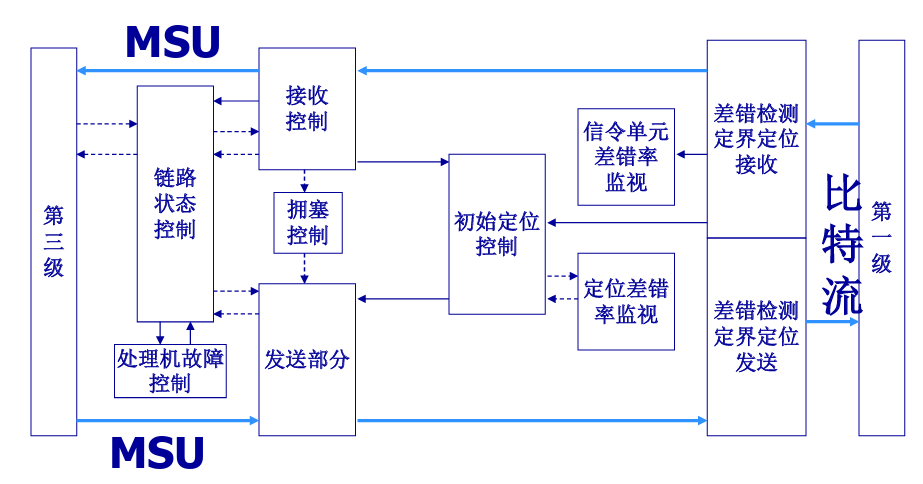 MSU
第
三
级
链路
状态
控制
处理机故障
控制
接收
控制
拥塞
控制
发送部分
初始定位
控制
信令单元
差错率
监视
定位差错
率监视
差错检测
定界定位
接收
差错检测
定界定位
发送
比
特
流
第
一
级
MSU